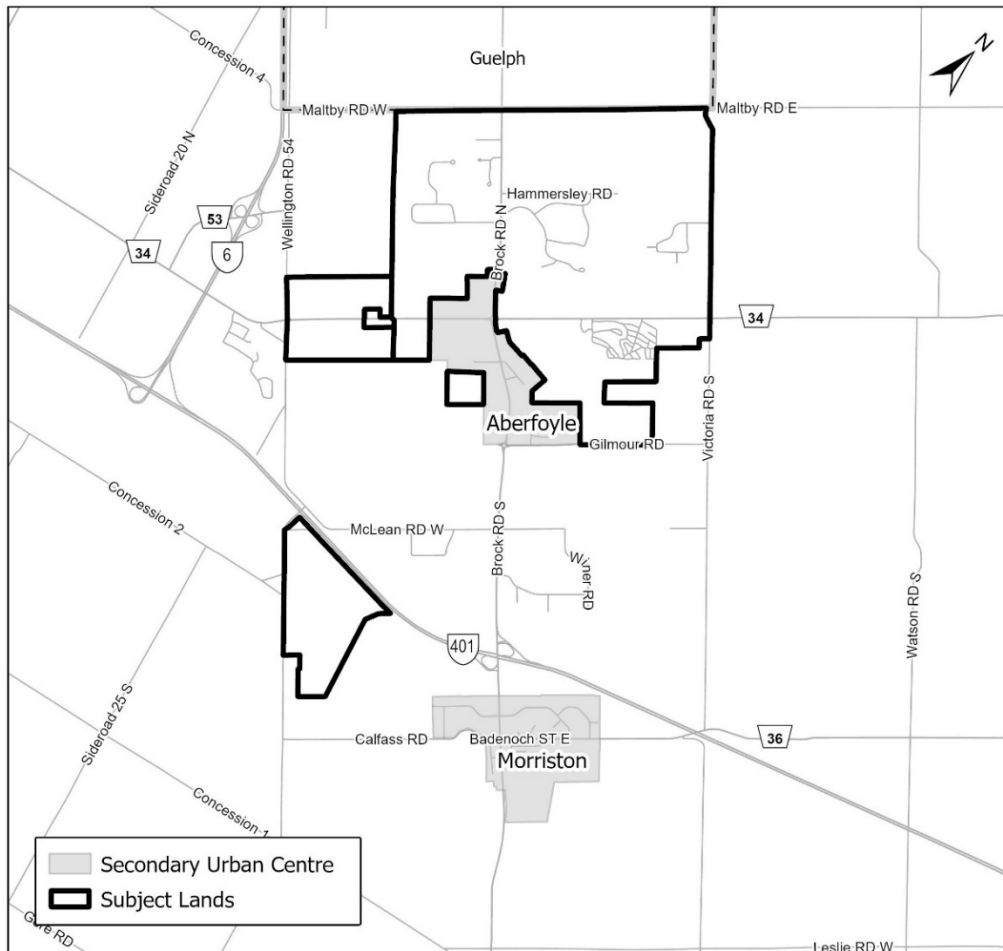 Concession 4
Guelph
N
Maltby RD W
Maltby RD E
Sideroad 20 N
Wellington RD 54
Hammersley RD
53
34
6
Brock RD N
34
Aberfoyle
Gilmour RD
Victoria RD S
Concession 2
McLean RD W
Brock RD S
Winer RD
Watson RD S
401
Sideroad 25 S
Calfass RD
Badenoch ST E
36
Morriston
Concession 1
Secondary Urban Centre
Subject Lands
Gore RD
Leslie RD W